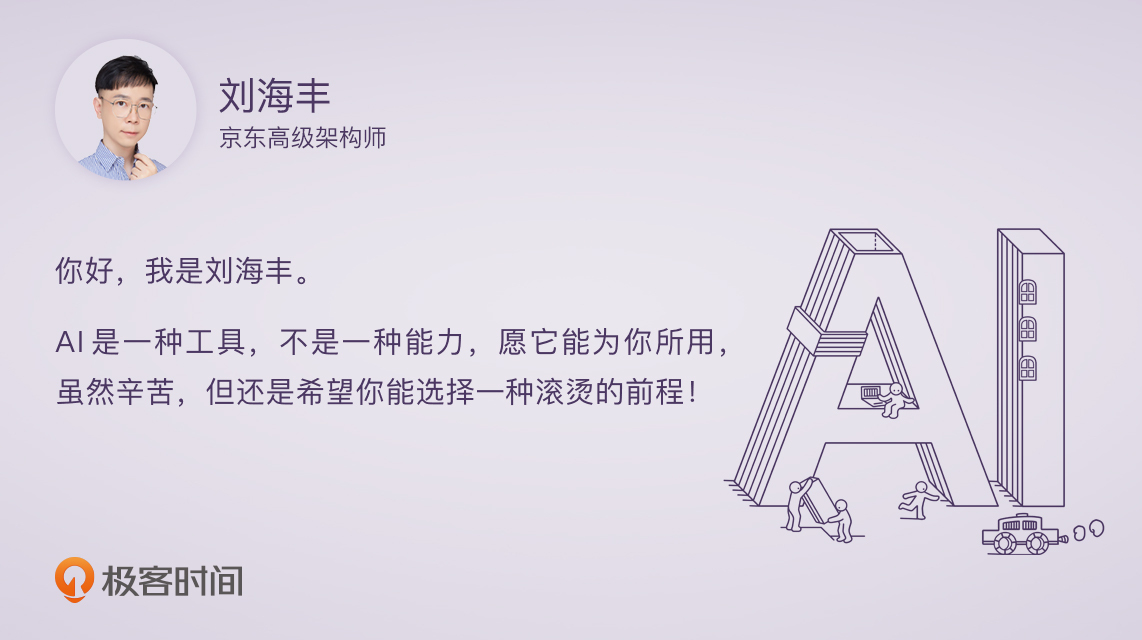 刘海丰
京东高级架构师
你好，我是刘海丰。
AI 是一种工具，不是一种能力，愿它能为你所用，
虽然辛苦，但还是希望你能选择一种滚烫的前程！
AI
极客时间